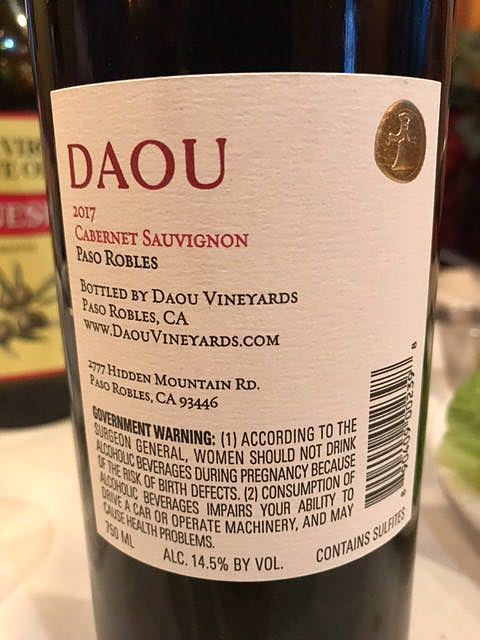 DAOU
2017
CABERNET SAUVIGNON
PASO ROBLES
BOTTLED BY DAOU VINEYARDS
PASO ROBLES, CA
WWW.DAOUVINEYARDS.COM
2777 HIDDEN MOUNTAIN RD.
PASO ROBLES, CA 93446
GOVERNMENT WARNING: (1) ACCORDING TO THE
SURGEON GENERAL, WOMEN SHOULD NOT DRINK
ALCOHOLIC BEVERAGES DURING PREGNANCY BECAUSE
OF THE RISK OF BIRTH DEFECTS. (2) CONSUMPTION OF
ALCOHOLIC BEVERAGES IMPAIRS YOUR ABILITY TO
DRIVE A CAR OR OPERATE MACHINERY, AND MAY
CAUSE HEALTH PROBLEMS.
750 ML
ALC. 14.5% BY VOL.
CONTAINS SULFITES